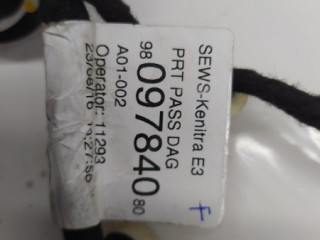 SEWS-Kenitra E3
PRT PASS DAG
98 097840 80
A01-002
Operator: 11293
F